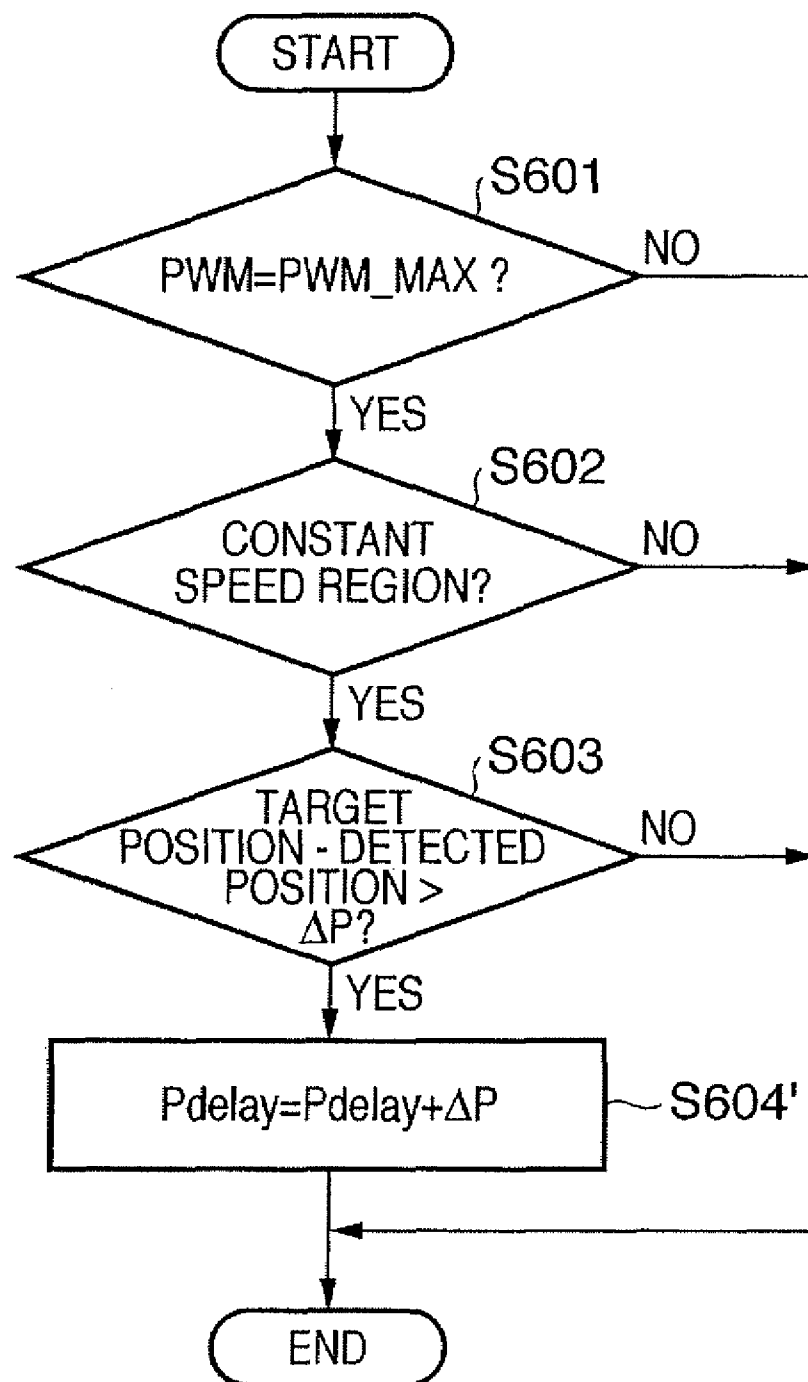 START
S601
PWM=PWM_MAX ?
NO
YES
S602
CONSTANT
SPEED REGION?
NO
YES
S603
TARGET
POSITION - DETECTED
POSITION >
ΔP?
NO
YES
Pdelay=Pdelay+ΔP
S604'
END